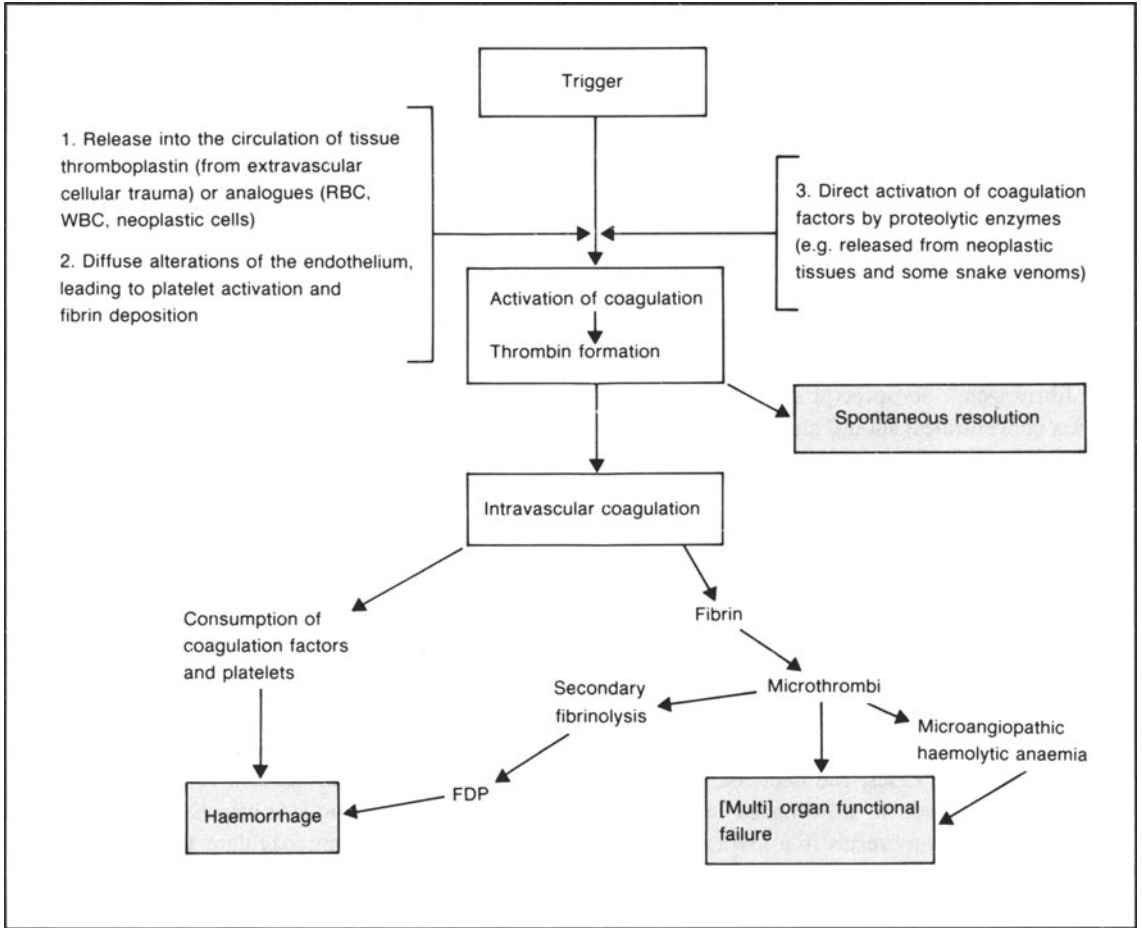 Trigger
1. Release into the circulation of tissue
thromboplastin (from extravascular
cellular trauma) or analogues (RBC,
WBC, neoplastic cells)
2. Diffuse alterations of the endothelium,
leading to platelet activation and
fibrin deposition
3. Direct activation of coagulation
factors by proteolytic enzymes
(e.g. released from neoplastic
tissues and some snake venoms)
Activation of coagulation
Thrombin formation
Spontaneous resolution
Intravascular coagulation
Consumption of
coagulation factors
and platelets
Fibrin
Secondary
fibrinolysis
Microthrombi
Microangiopathic
haemolytic anaemia
FDP
Haemorrhage
[Multi] organ functional
failure